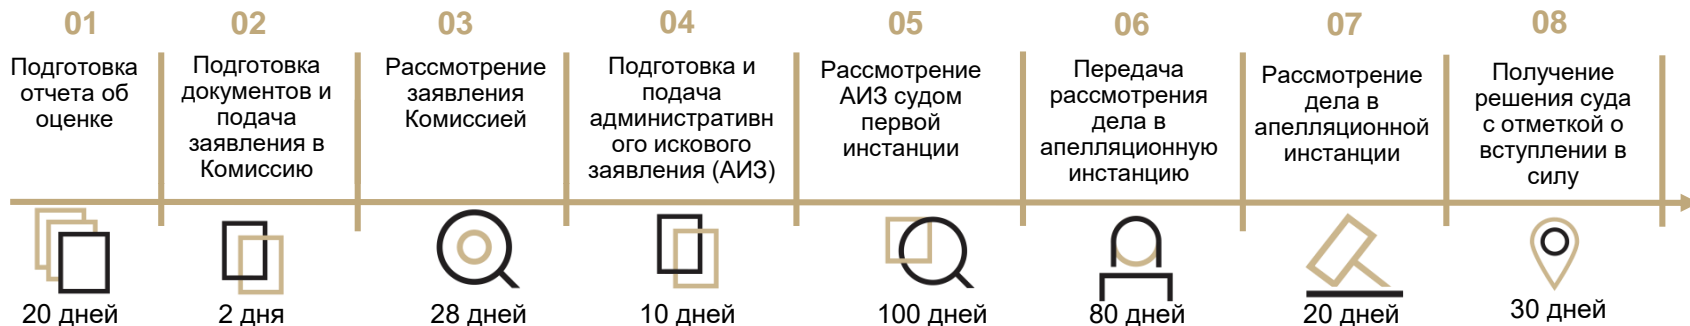 01
Подготовка
отчета об
оценке
20 дней
02
Подготовка
документов и
подача
заявления в
Комиссию
2 дня
03
Рассмотрение
заявления
Комиссией
28 дней
04
Подготовка и
подача
административн
ого искового
заявления (АИЗ)
10 дней
05
Рассмотрение
АИЗ судом
первой
инстанции
100 дней
06
Передача
рассмотрения
дела в
апелляционную
инстанцию
80 дней
07
Рассмотрение
дела в
апелляционной
инстанции
20 дней
08
Получение
решения суда
с отметкой о
вступлении в
силу
30 дней